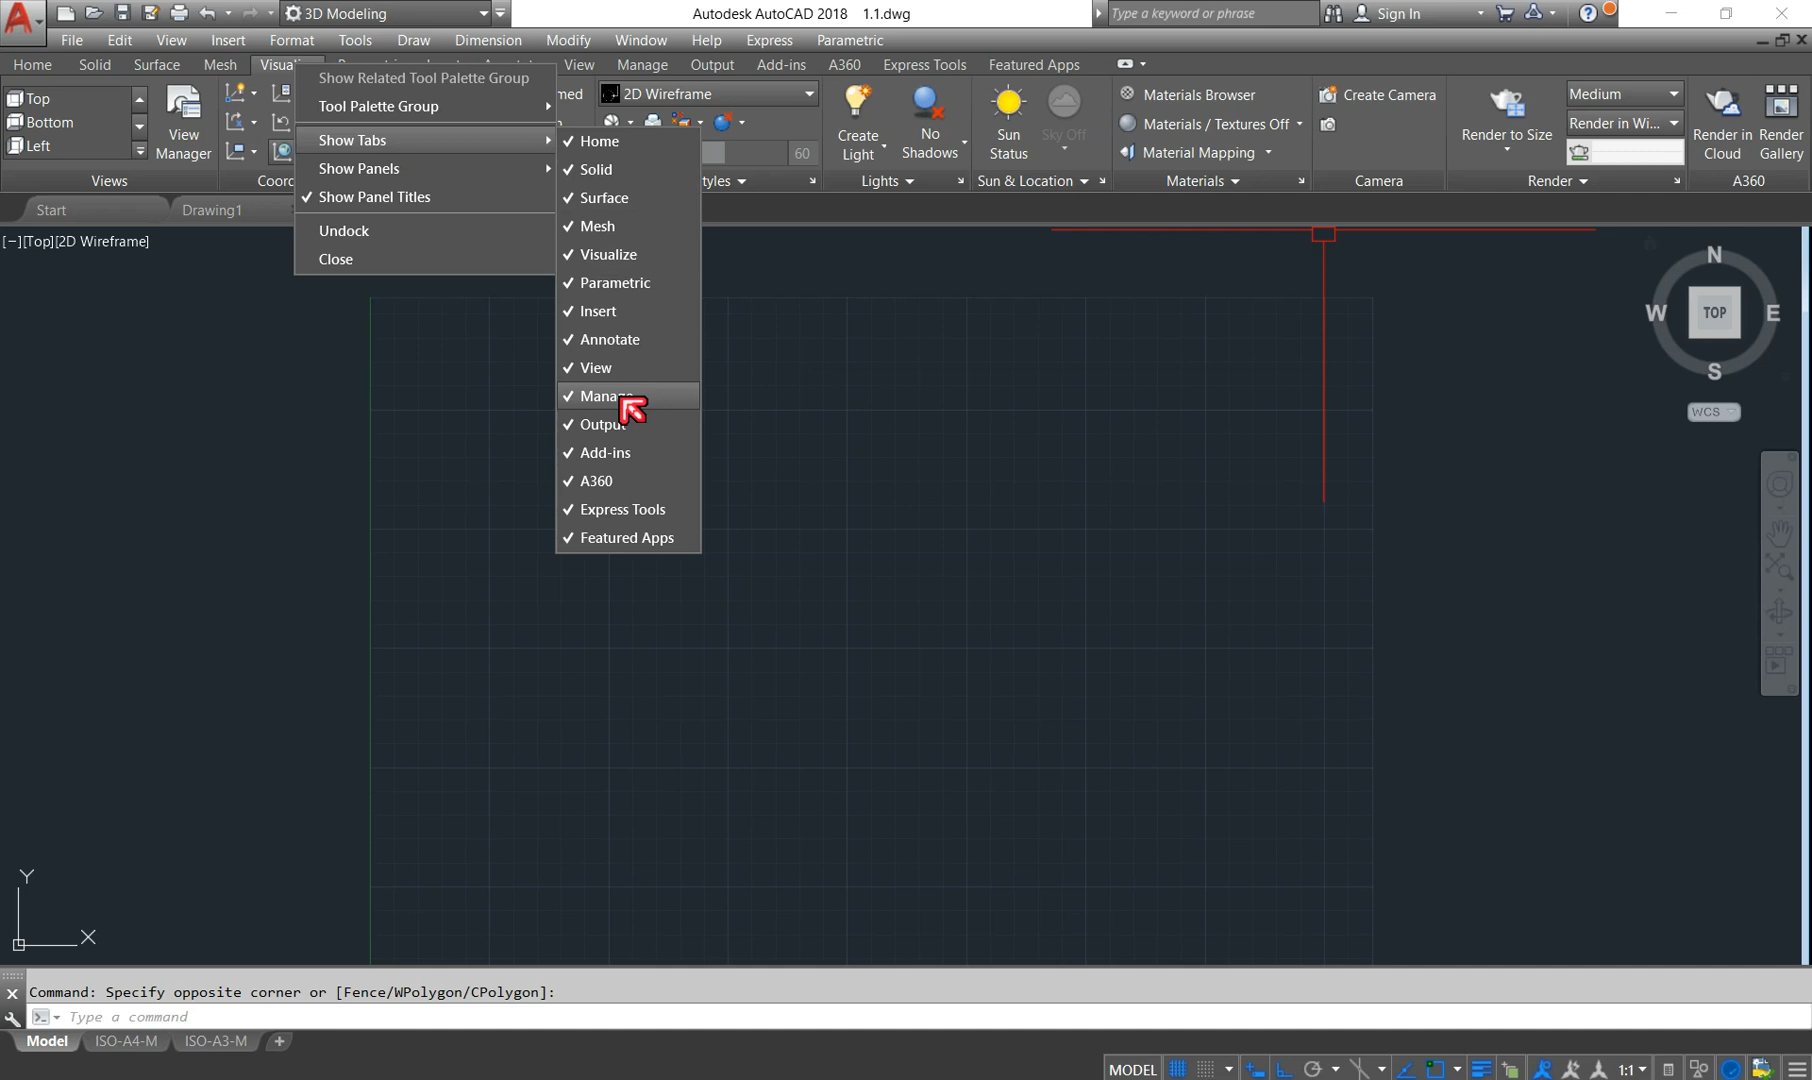 3D Modeling Autodesk AutoCAD 2018 1.1.dwg Type a keyword or phrase Sign In
File Edit View Insert Format Tools Draw Dimension Modify Window Help Express Parametric
Home Solid Surface Mesh View Manage Output Add-ins A360 Express Tools Featured Apps
Top
Bottom
Left
View
Manager
Views
2D Wireframe
60
Create
Light
No
Shadows
Lights
Sun
Status
Sky Off
Sun & Location
Materials Browser
Materials / Textures Off
Material Mapping
Materials
Create Camera
Camera
Render to Size
Medium
Render in Wi...
Render
Render in
Cloud
Render
Gallery
A360
Show Related Tool Palette Group
Tool Palette Group
Show Tabs
Show Panels
Show Panel Titles
Undock
Close
Home
Solid
Surface
Mesh
Visualize
Parametric
Insert
Annotate
View
Output
Add-ins
A360
Express Tools
Featured Apps
Start Drawing1
[−][Top][2D Wireframe]
N
W TOP E
S
WCS
Y
X
Command: Specify opposite corner or [Fence/WPolygon/CPolygon]:
Type a command
Model ISO-A4-M ISO-A3-M
MODEL 1:1